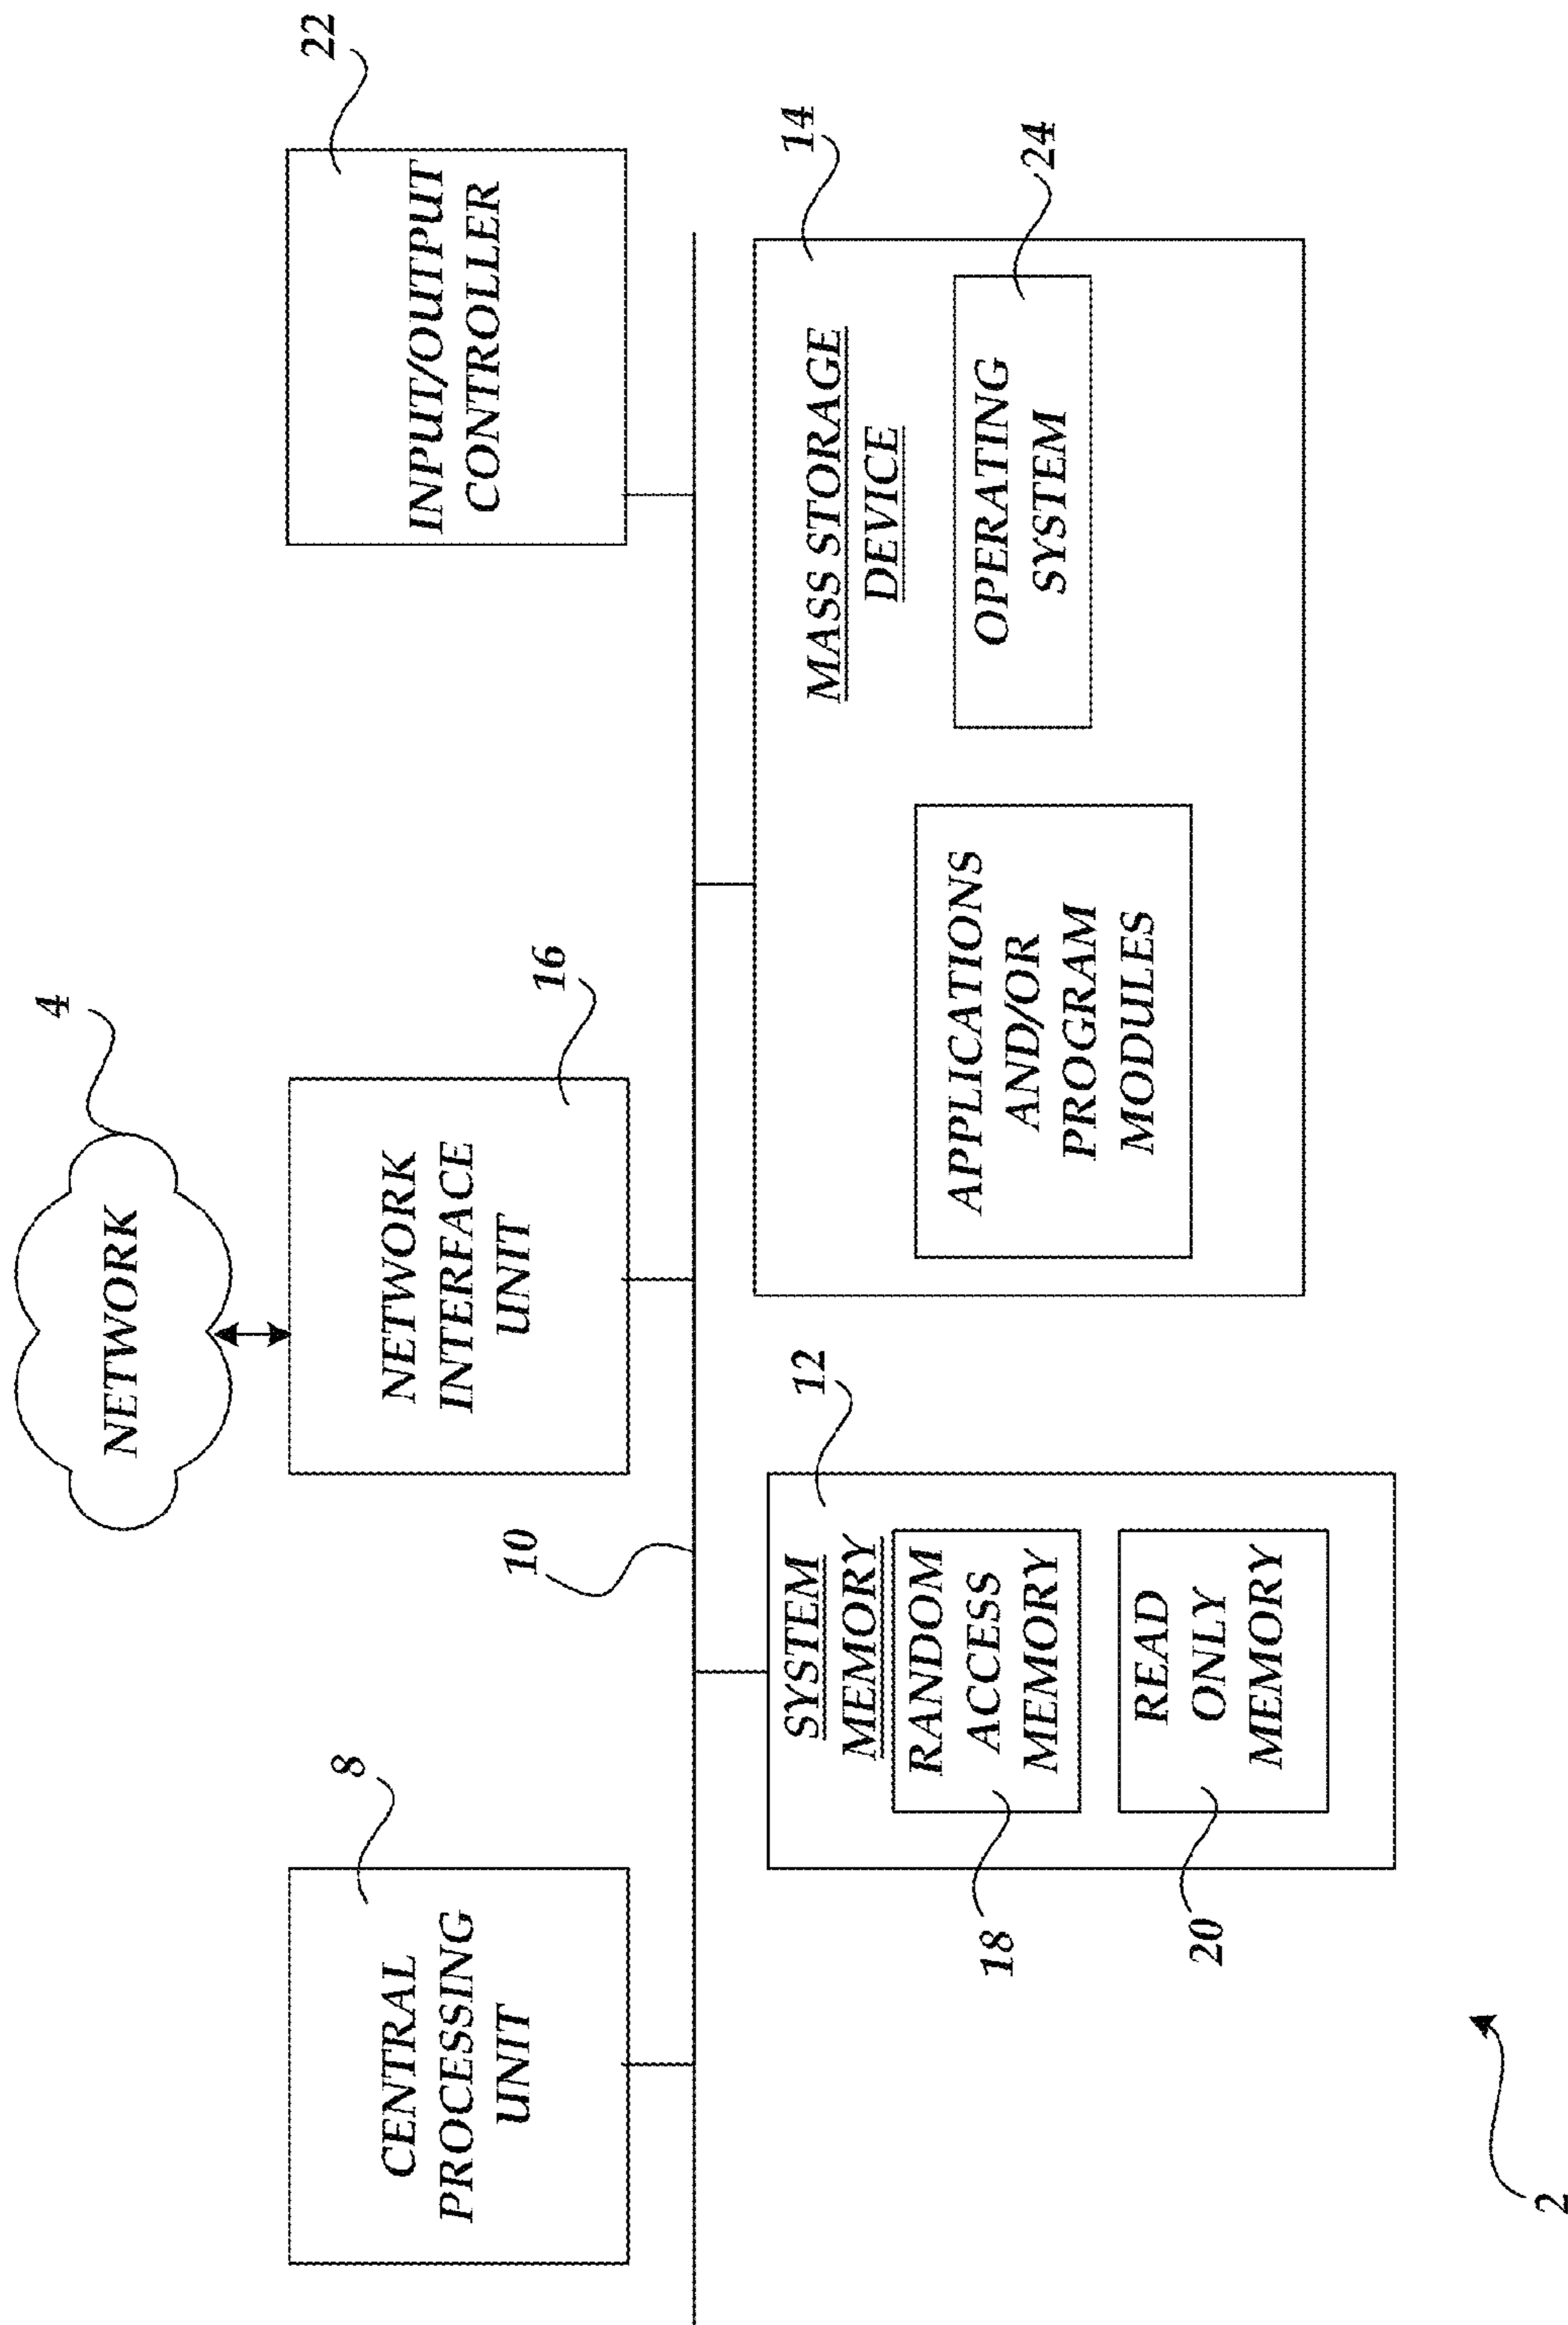 4
NETWORK
8
CENTRAL
PROCESSING
UNIT
16
NETWORK
INTERFACE
UNIT
22
INPUT/OUTPUT
CONTROLLER
10
12
SYSTEM
MEMORY
RANDOM
ACCESS
MEMORY
18
READ
ONLY
MEMORY
20
14
MASS STORAGE
DEVICE
24
OPERATING
SYSTEM
APPLICATIONS
AND/OR
PROGRAM
MODULES
2